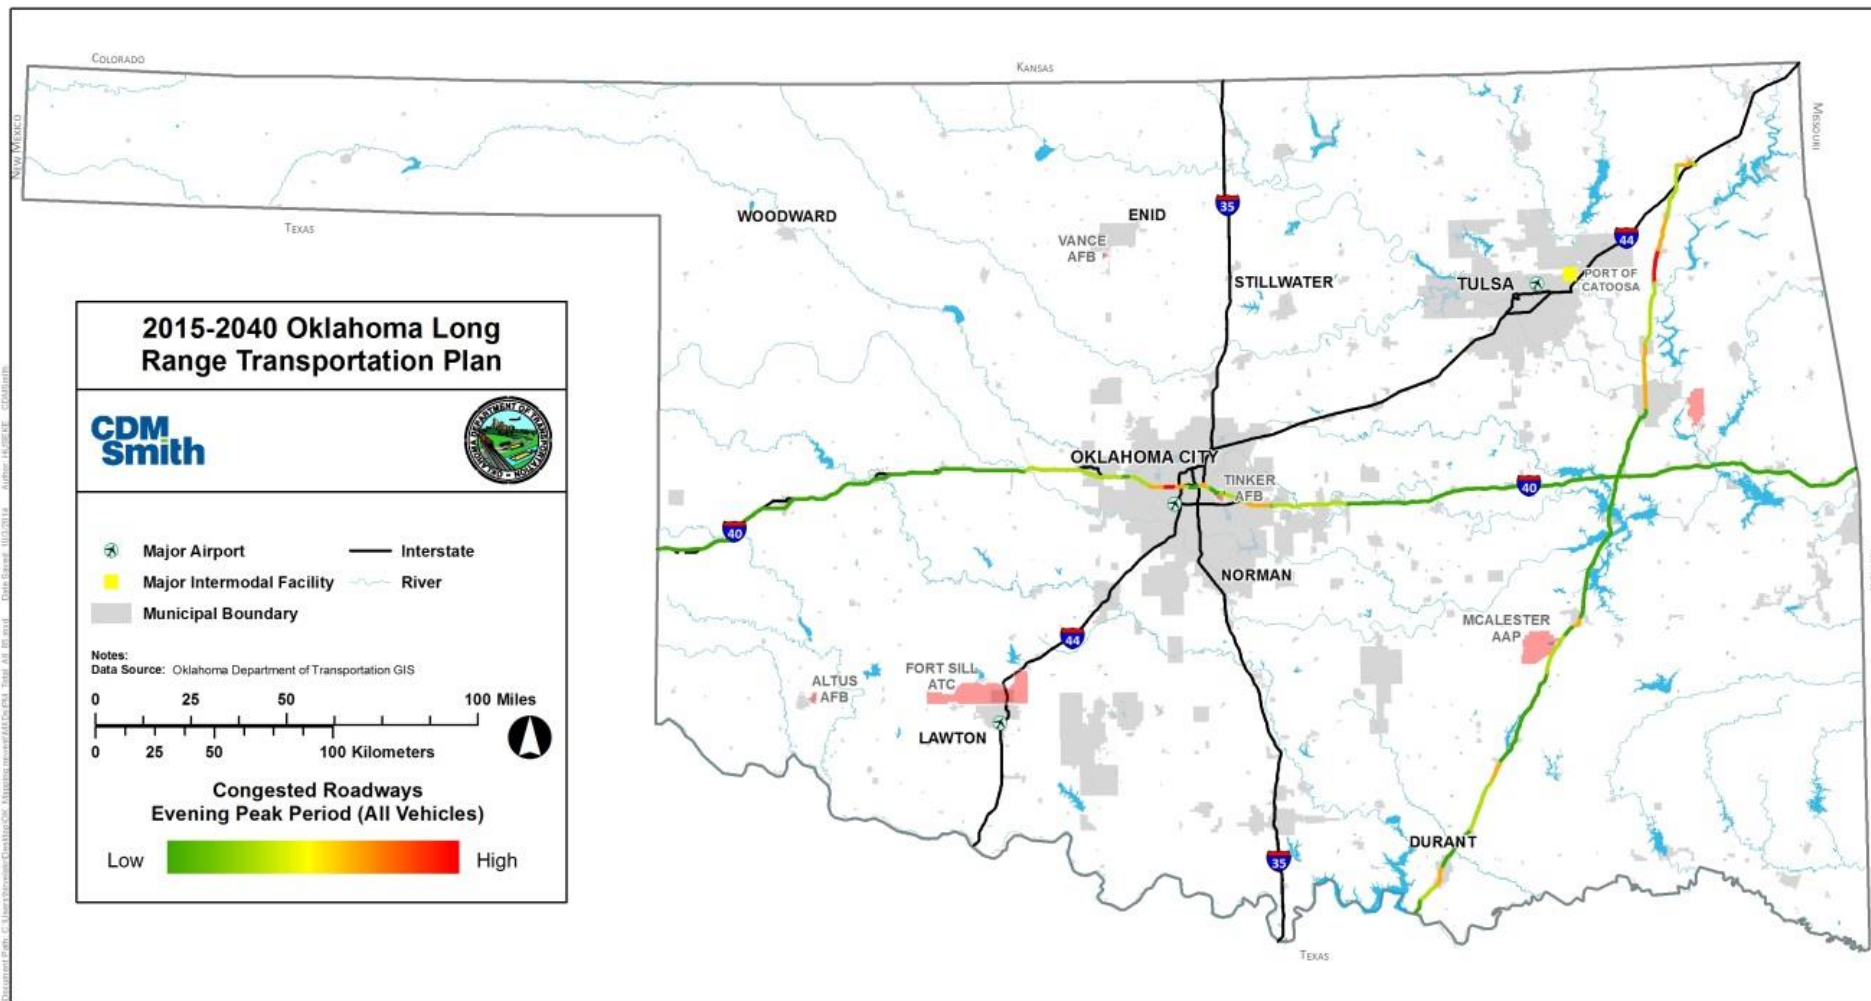 COLORADO
KANSAS
NEW MEXICO
MISSOURI
TEXAS
WOODWARD
ENID
VANCE
AFB
35
44
STILLWATER
TULSA
PORT OF
CATOOSA
2015-2040 Oklahoma Long
Range Transportation Plan
CDM
Smith
OKLAHOMA DEPARTMENT OF TRANSPORTATION
OKLAHOMA CITY
TINKER
AFB
40
40
Major Airport
Interstate
Major Intermodal Facility
River
Municipal Boundary
NORMAN
MCALESTER
AAP
44
FORT SILL
ATC
ALTUS
AFB
LAWTON
Notes:
Data Source: Oklahoma Department of Transportation GIS
0 25 50 100 Miles
0 25 50 100 Kilometers
Congested Roadways
Evening Peak Period (All Vehicles)
Low
High
DURANT
35
TEXAS